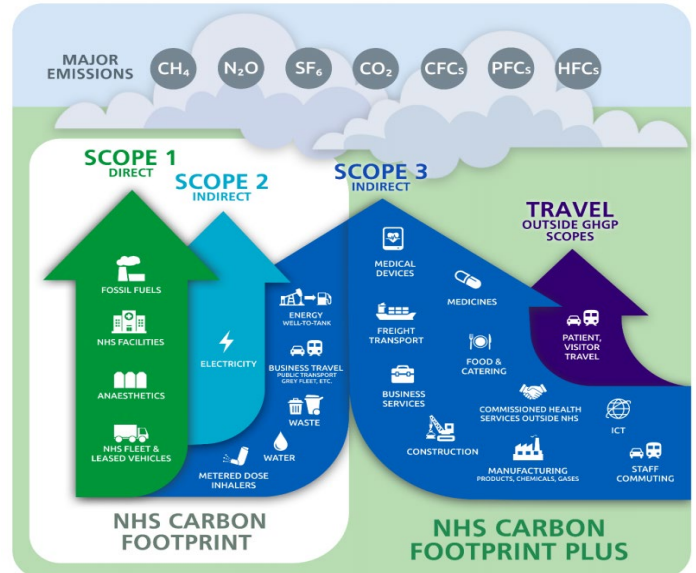 MAJOR
EMISSIONS
CH₄
N₂O
SF₆
CO₂
CFCs
PFCs
HFCs
SCOPE 1
DIRECT
SCOPE 2
INDIRECT
SCOPE 3
INDIRECT
TRAVEL
OUTSIDE GHGP
SCOPES
FOSSIL FUELS
NHS FACILITIES
ANAESTHETICS
NHS FLEET &
LEASED VEHICLES
ELECTRICITY
ENERGY
WELL-TO-TANK
BUSINESS TRAVEL
PUBLIC TRANSPORT
GREY FLEET, ETC.
WASTE
WATER
METERED DOSE
INHALERS
MEDICAL
DEVICES
MEDICINES
FREIGHT
TRANSPORT
FOOD &
CATERING
BUSINESS
SERVICES
COMMISSIONED HEALTH
SERVICES OUTSIDE NHS
ICT
CONSTRUCTION
MANUFACTURING
PRODUCTS, CHEMICALS, GASES
STAFF
COMMUTING
PATIENT,
VISITOR
TRAVEL
NHS CARBON
FOOTPRINT
NHS CARBON
FOOTPRINT PLUS